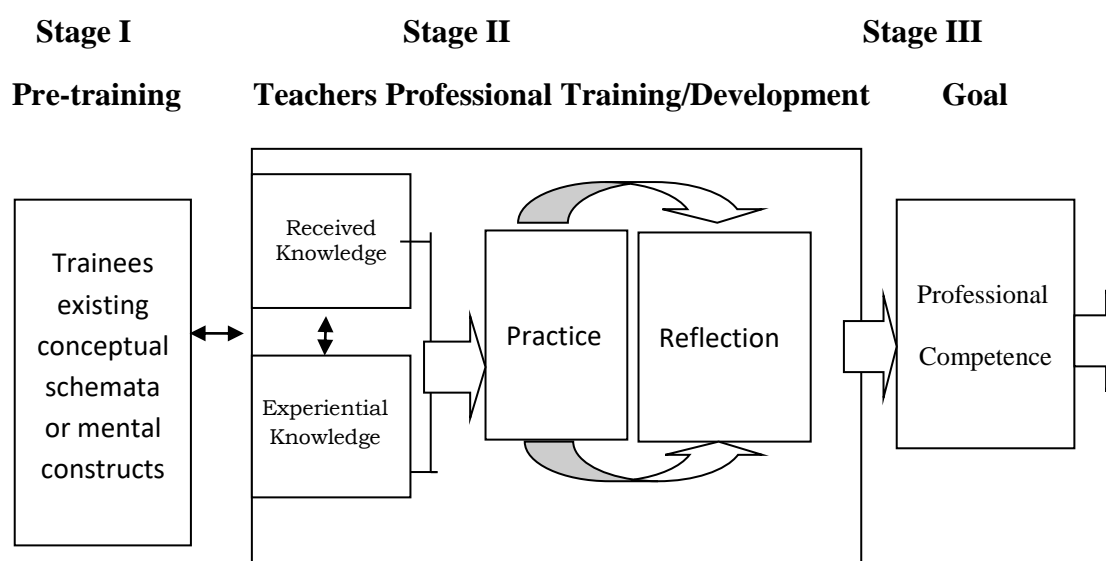 Stage I
Stage II
Stage III
Pre-training
Teachers Professional Training/Development
Goal
Trainees
existing
conceptual
schemata
or mental
constructs
Received
Knowledge
Experiential
Knowledge
Practice
Reflection
Professional
Competence